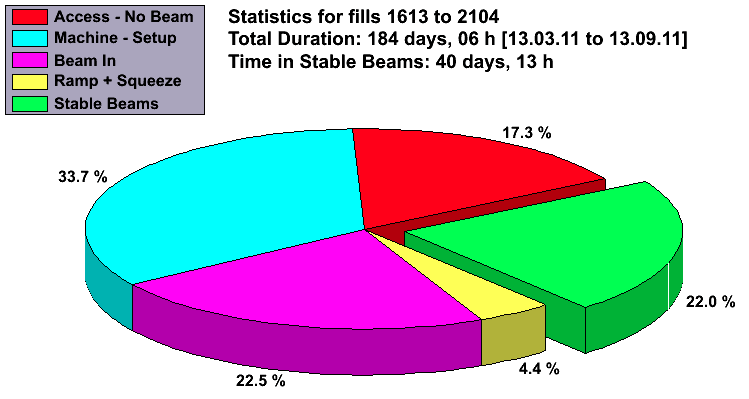 Access - No Beam
Machine - Setup
Beam In
Ramp + Squeeze
Stable Beams
Statistics for fills 1613 to 2104
Total Duration: 184 days, 06 h [13.03.11 to 13.09.11]
Time in Stable Beams: 40 days, 13 h
17.3 %
33.7 %
22.0 %
4.4 %
22.5 %